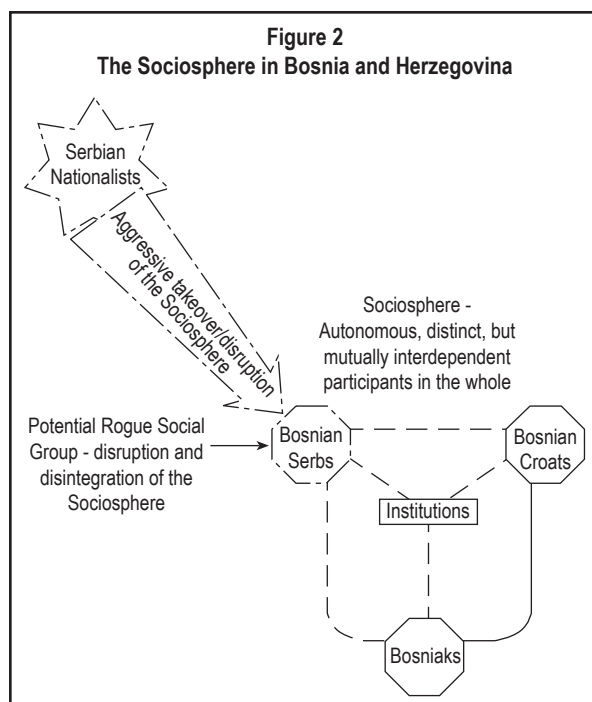 Figure 2
The Sociosphere in Bosnia and Herzegovina
Serbian
Nationalists
Aggressive takeover/disruption
of the Sociosphere
Sociosphere -
Autonomous, distinct, but
mutually interdependent
participants in the whole
Potential Rogue Social
Group - disruption and
disintegration of the
Sociosphere
Bosnian
Serbs
Bosnian
Croats
Institutions
Bosniaks